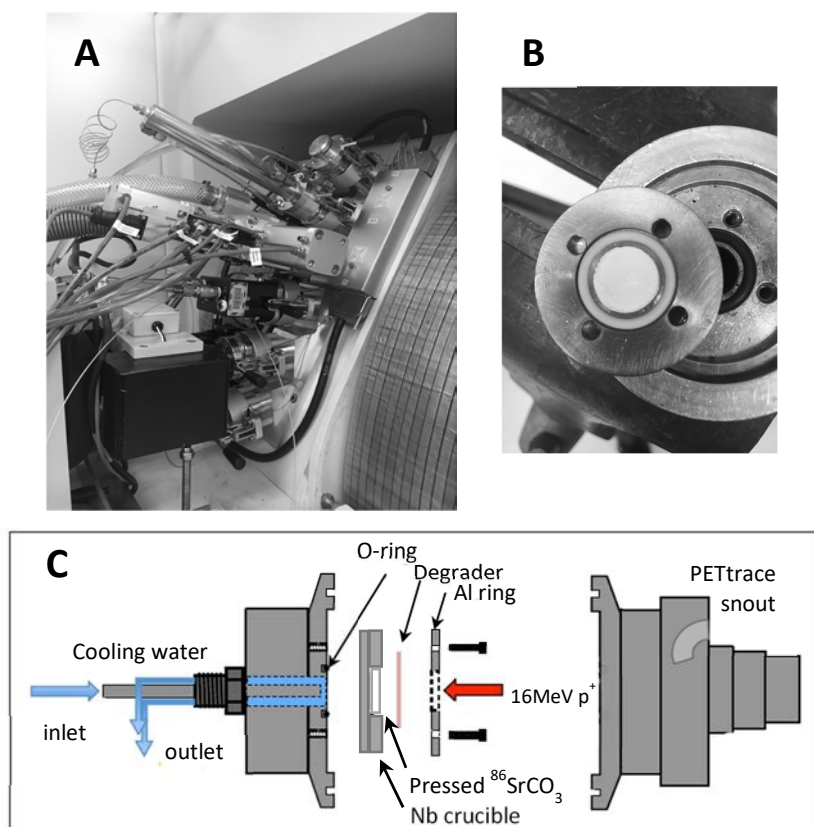 A
B
C
O-ring
Degrader
Al ring
PETtrace
snout
Cooling water
16MeV p+
inlet
outlet
Pressed 86SrCO3
Nb crucible